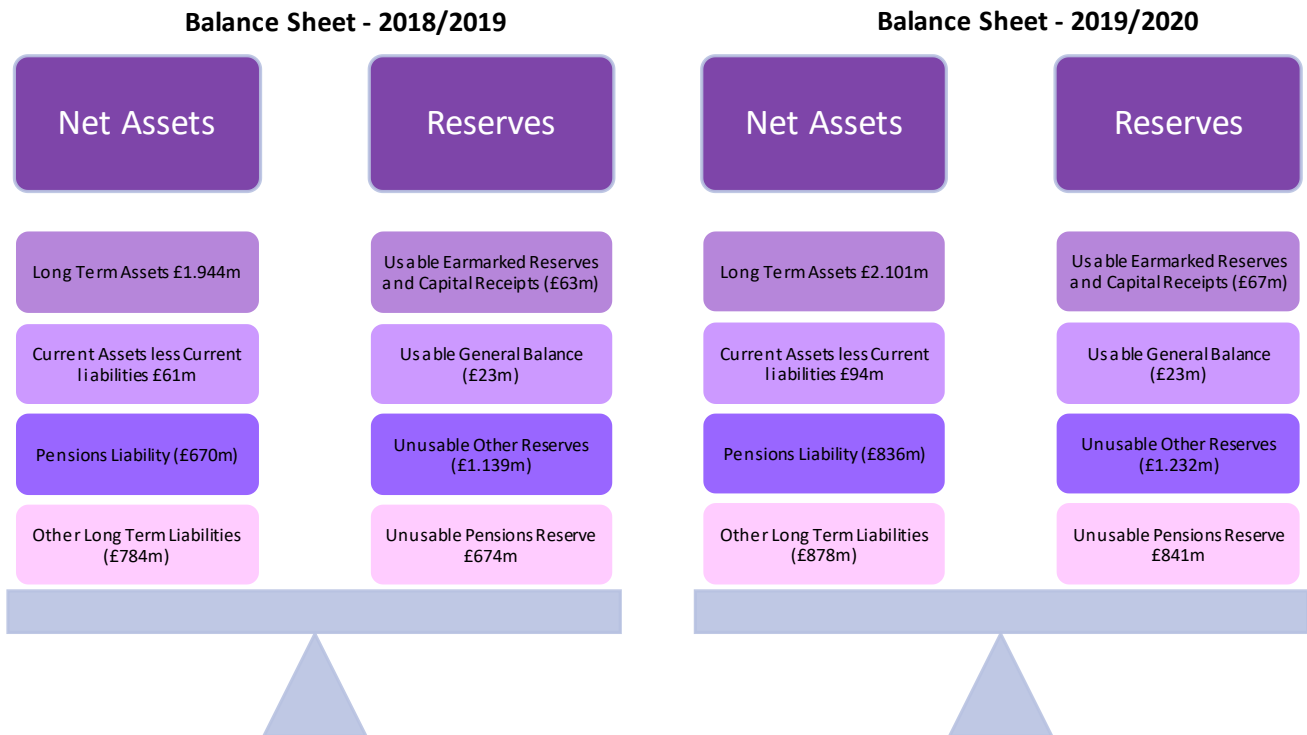 Balance Sheet - 2018/2019
Net Assets
Reserves
Long Term Assets £1.944m
Usable Earmarked Reserves
and Capital Receipts (£63m)
Current Assets less Current
liabilities £61m
Usable General Balance
(£23m)
Pensions Liability (£670m)
Unusable Other Reserves
(£1.139m)
Other Long Term Liabilities
(£784m)
Unusable Pensions Reserve
£674m
Balance Sheet - 2019/2020
Net Assets
Reserves
Long Term Assets £2.101m
Usable Earmarked Reserves
and Capital Receipts (£67m)
Current Assets less Current
liabilities £94m
Usable General Balance
(£23m)
Pensions Liability (£836m)
Unusable Other Reserves
(£1.232m)
Other Long Term Liabilities
(£878m)
Unusable Pensions Reserve
£841m